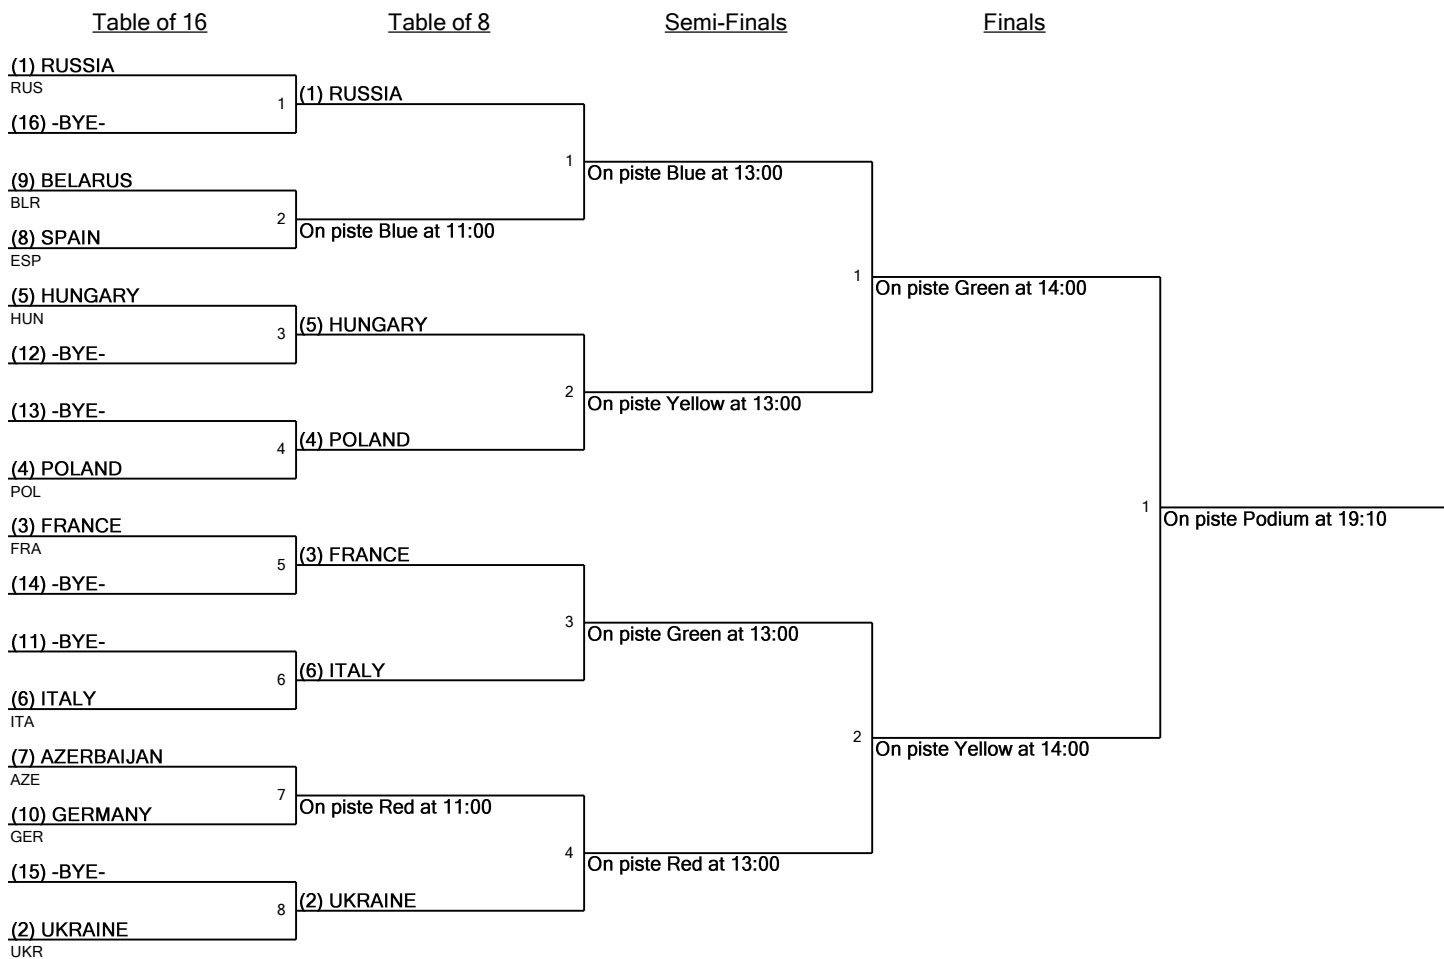 Table of 16
Table of 8
Semi-Finals
Finals
(1) RUSSIA
RUS
1
(16) -BYE-
(9) BELARUS
BLR
2
(8) SPAIN
ESP
(5) HUNGARY
HUN
3
(12) -BYE-
(13) -BYE-
4
(4) POLAND
POL
(3) FRANCE
FRA
5
(14) -BYE-
(11) -BYE-
6
(6) ITALY
ITA
(7) AZERBAIJAN
AZE
7
(10) GERMANY
GER
(15) -BYE-
8
(2) UKRAINE
UKR
(1) RUSSIA
1
On piste Blue at 11:00
(5) HUNGARY
2
(4) POLAND
(3) FRANCE
3
(6) ITALY
On piste Red at 11:00
4
(2) UKRAINE
On piste Blue at 13:00
1
On piste Yellow at 13:00
On piste Green at 13:00
2
On piste Red at 13:00
On piste Green at 14:00
1
On piste Yellow at 14:00
On piste Podium at 19:10